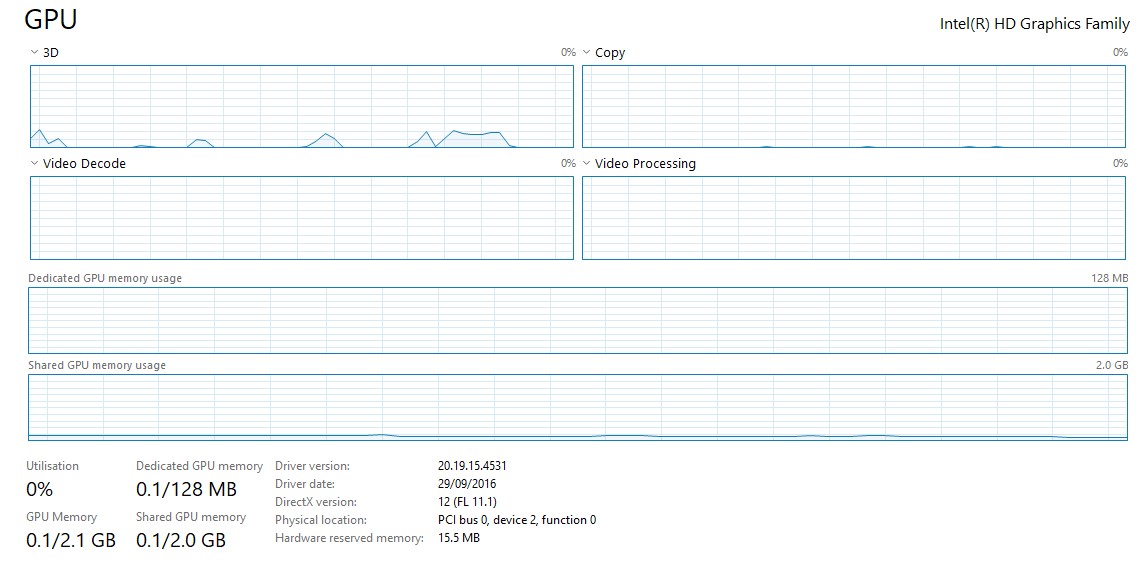 GPU
Intel(R) HD Graphics Family
3D 0% Copy 0%
Video Decode 0% Video Processing 0%
Dedicated GPU memory usage 128 MB
Shared GPU memory usage 2.0 GB
Utilisation Dedicated GPU memory Driver version: 20.19.15.4531
0% 0.1/128 MB Driver date: 29/09/2016
DirectX version: 12 (FL 11.1)
GPU Memory Shared GPU memory Physical location: PCI bus 0, device 2, function 0
0.1/2.1 GB 0.1/2.0 GB Hardware reserved memory: 15.5 MB